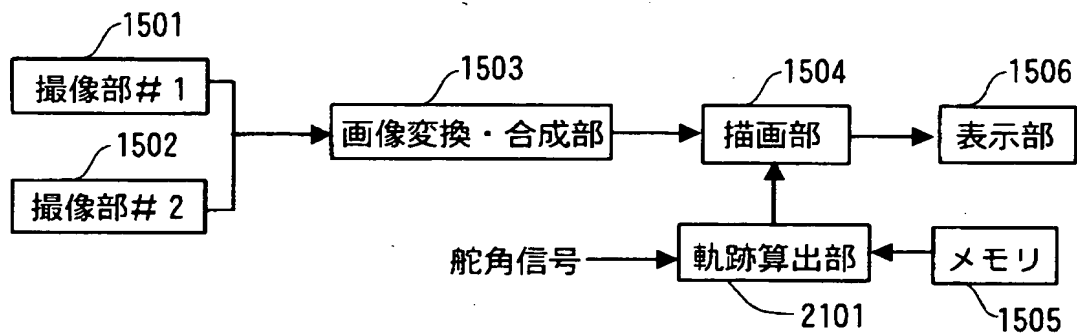 1501
撮像部＃1
1502
撮像部＃2
1503
画像変換・合成部
1504
描画部
1506
表示部
舵角信号
軌跡算出部
2101
メモリ
1505